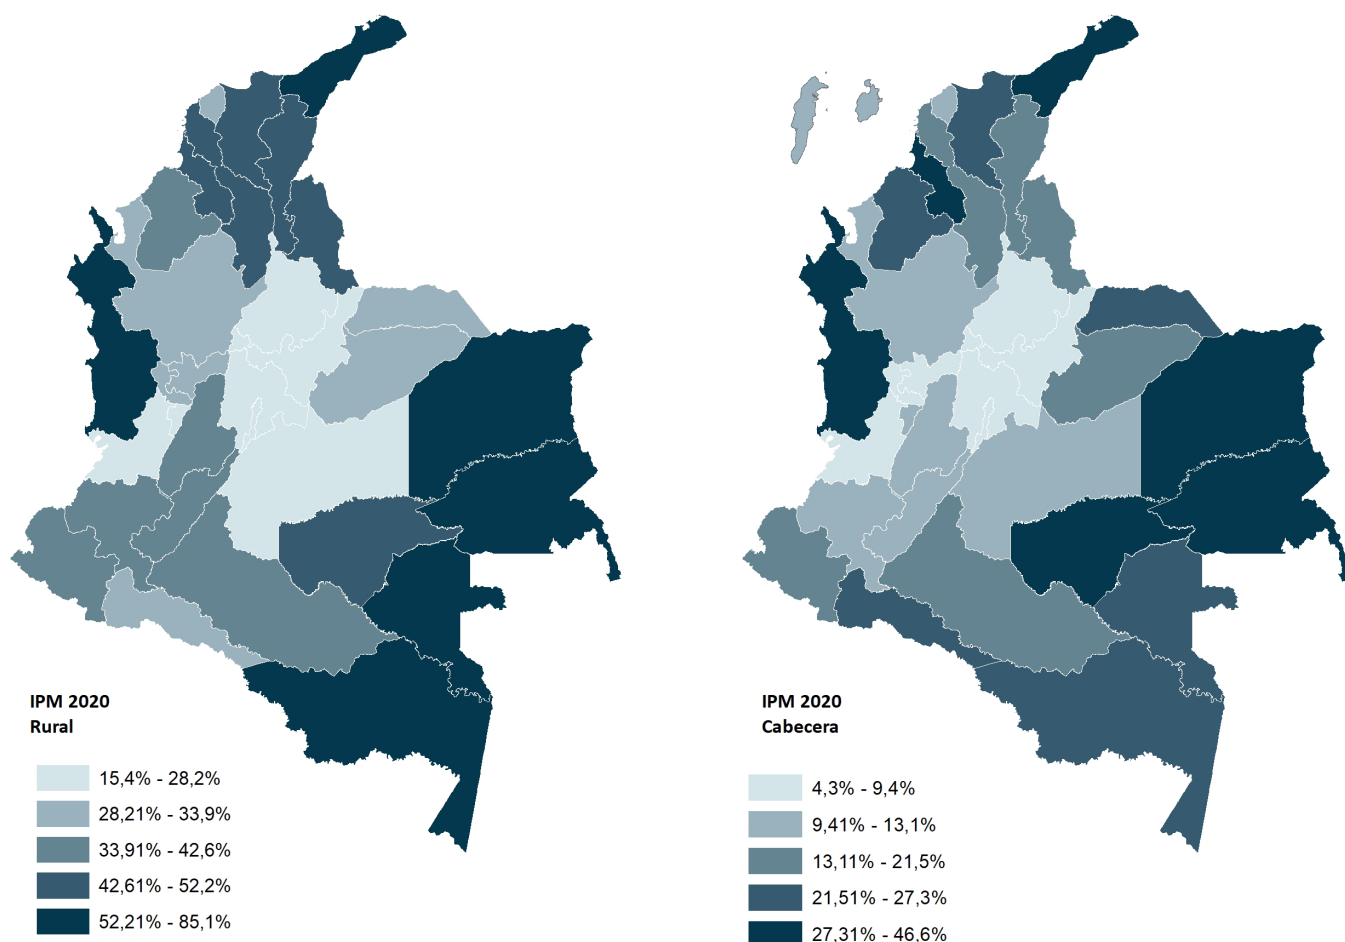 IPM 2020
Rural
15,4% - 28,2%
28,21% - 33,9%
33,91% - 42,6%
42,61% - 52,2%
52,21% - 85,1%
IPM 2020
Cabecera
4,3% - 9,4%
9,41% - 13,1%
13,11% - 21,5%
21,51% - 27,3%
27,31% - 46,6%